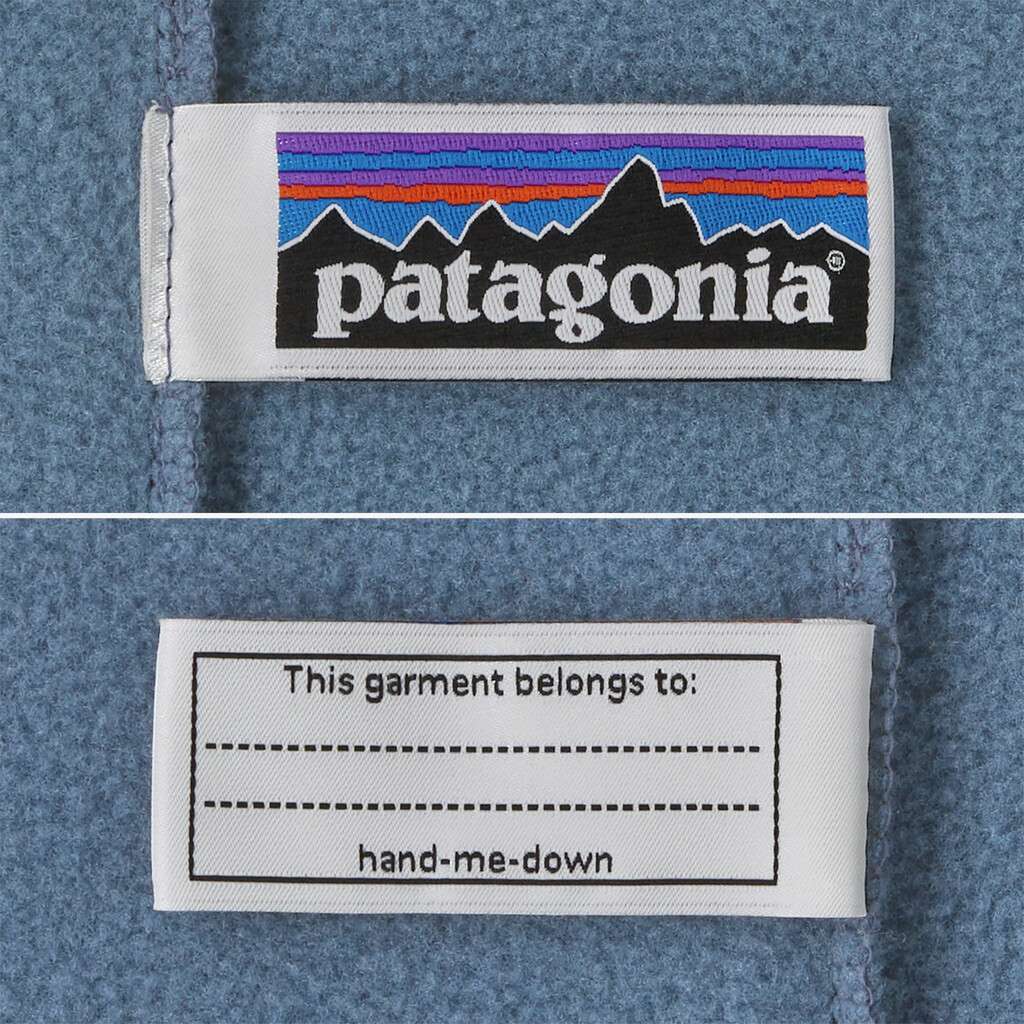 patagonia®
This garment belongs to:
hand-me-down